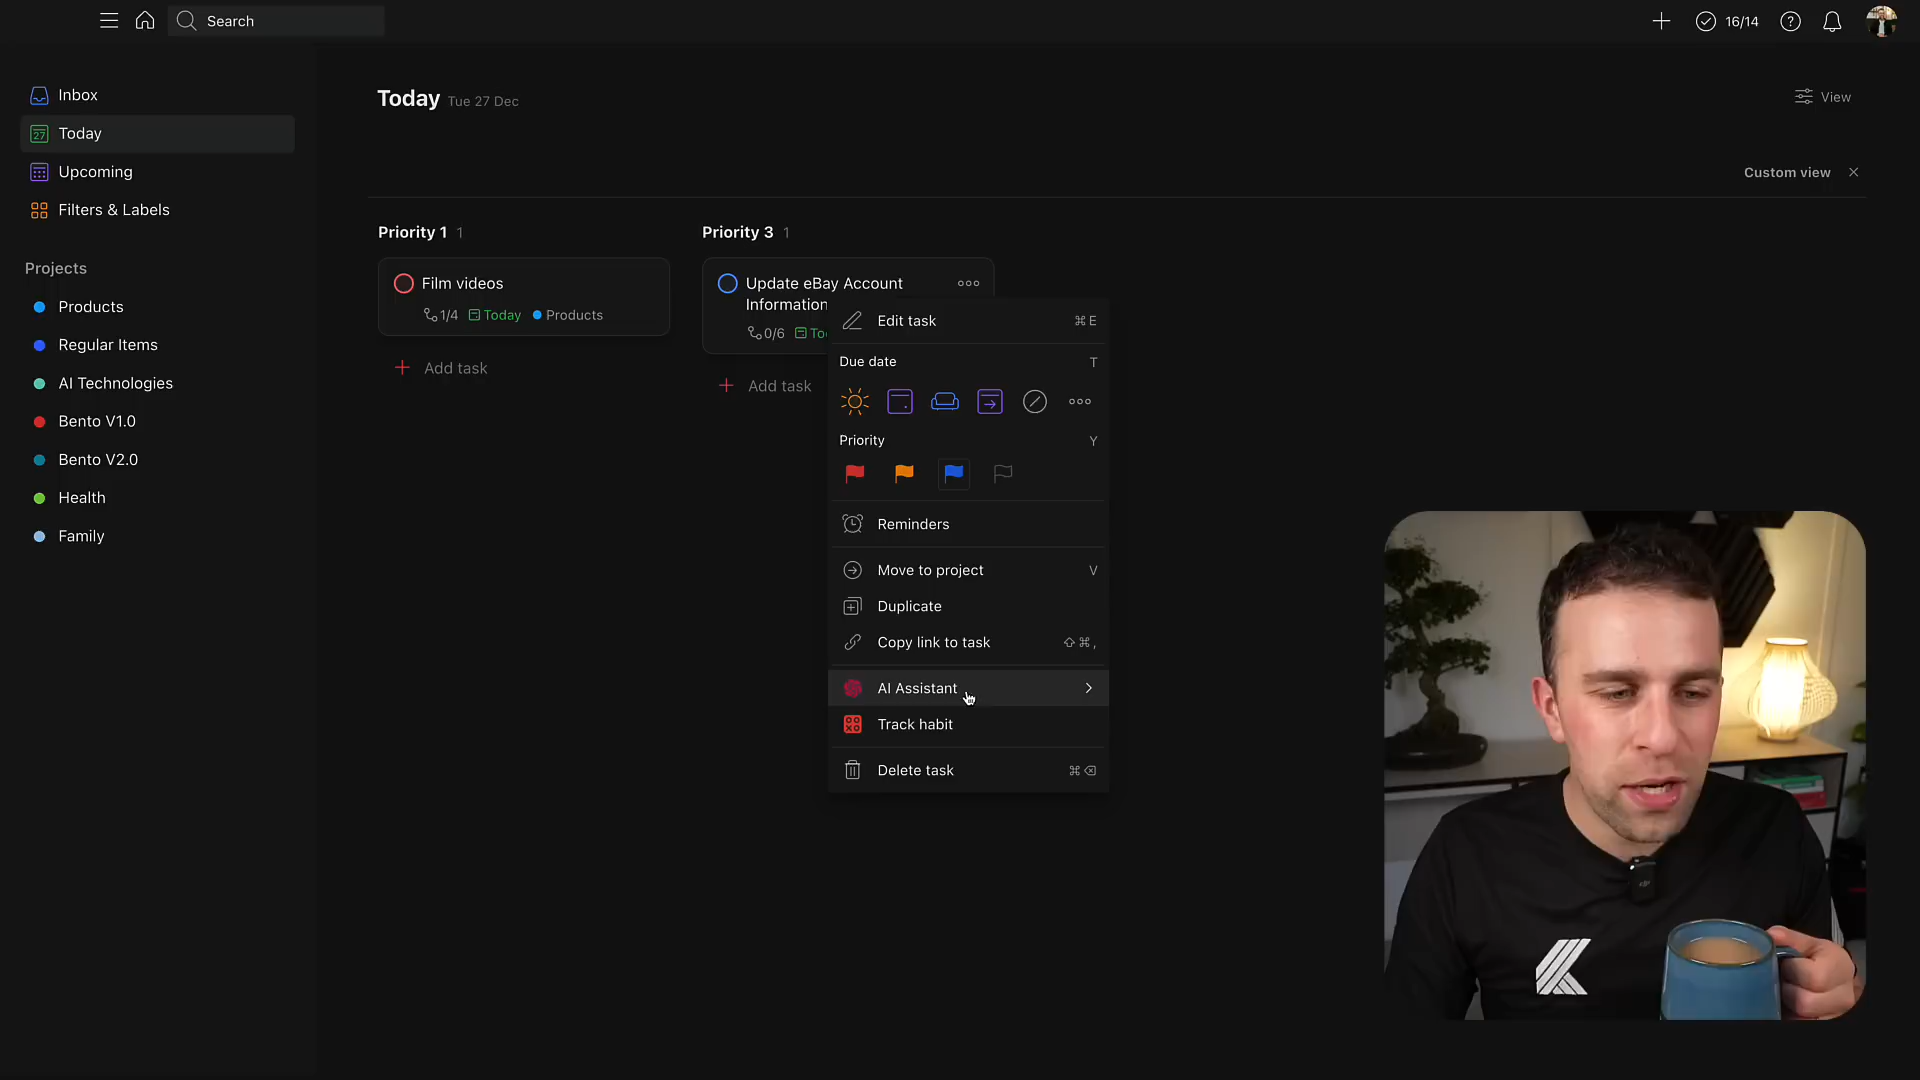 Search
16/14
Inbox
27
Today
Upcoming
Filters & Labels
Projects
Products
Regular Items
AI Technologies
Bento V1.0
Bento V2.0
Health
Family
Today Tue 27 Dec
View
Custom view
Priority 1 1
Film videos
1/4 Today Products
Add task
Priority 3 1
Update eBay Account
Information
0/6
Add task
Edit task ⌘ E
Due date T
Priority Y
Reminders
Move to project V
Duplicate
Copy link to task ⇧ ⌘ ,
AI Assistant
Track habit
Delete task ⌘ ⌫